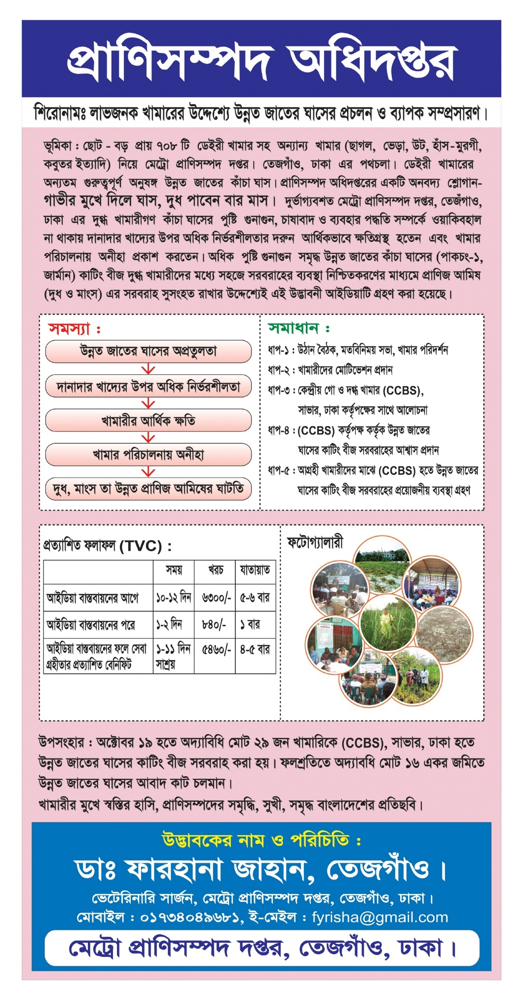 প্রাণিসম্পদ অধিদপ্তর
শিরোনামঃ লাভজনক খামারের উদ্দেশ্যে উন্নত জাতের ঘাসের প্রচলন ও ব্যাপক সম্প্রসারণ।
ভূমিকা : ছোট - বড় প্রায় ৭০৮ টি ডেইরী খামার সহ অন্যান্য খামার (ছাগল, ভেড়া, উট, হাঁস-মুরগী,
কবুতর ইত্যাদি) নিয়ে মেট্রো প্রাণিসম্পদ দপ্তর। তেজগাঁও, ঢাকা এর পথচলা। ডেইরী খামারের
অন্যতম গুরুত্বপূর্ণ অনুষঙ্গ উন্নত জাতের কাঁচা ঘাস। প্রাণিসম্পদ অধিদপ্তরের একটি অনবদ্য শ্লোগান-
গাভীর মুখে দিলে ঘাস, দুধ পাবেন বার মাস। দুর্ভাগ্যবশত মেট্রো প্রাণিসম্পদ দপ্তর, তেজঁগাও,
ঢাকা এর দুগ্ধ খামারীগণ কাঁচা ঘাসের পুষ্টি গুনাগুন, চাষাবাদ ও ব্যবহার পদ্ধতি সম্পর্কে ওয়াকিবহাল
না থাকায় দানাদার খাদ্যের উপর অধিক নির্ভরশীলতার দরুন আর্থিকভাবে ক্ষতিগ্রস্থ হতেন এবং খামার
পরিচালনায় অনীহা প্রকাশ করতেন। অধিক পুষ্টি গুনাগুন সমৃদ্ধ উন্নত জাতের কাঁচা ঘাসের (পাকচং-১,
জার্মান) কাটিং বীজ দুগ্ধ খামারীদের মধ্যে সহজে সরবরাহের ব্যবস্থা নিশ্চিতকরণের মাধ্যমে প্রাণিজ আমিষ
(দুধ ও মাংস) এর সরবরাহ সুসংহত রাখার উদ্দেশ্যেই এই উদ্ভাবনী আইডিয়াটি গ্রহণ করা হয়েছে।
সমস্যা :
উন্নত জাতের ঘাসের অপ্রতুলতা
দানাদার খাদ্যের উপর অধিক নির্ভরশীলতা
খামারীর আর্থিক ক্ষতি
খামার পরিচালনায় অনীহা
দুধ, মাংস তা উন্নত প্রাণিজ আমিষের ঘাটতি
সমাধান :
ধাপ-১ : উঠান বৈঠক, মতবিনিময় সভা, খামার পরিদর্শন
ধাপ-২ : খামারীদের মোটিভেশন প্রদান
ধাপ-৩ : কেন্দ্রীয় গো ও দগ্ধ খামার (CCBS),
সাভার, ঢাকা কর্তৃপক্ষের সাথে আলোচনা
ধাপ-৪ : (CCBS) কর্তৃপক্ষ কর্তৃক উন্নত জাতের
ঘাসের কাটিং বীজ সরবরাহের আশ্বাস প্রদান
ধাপ-৫ : আগ্রহী খামারীদের মাঝে (CCBS) হতে উন্নত জাতের
ঘাসের কাটিং বীজ সরবরাহের প্রয়োজনীয় ব্যবস্থা গ্রহণ
প্রত্যাশিত ফলাফল (TVC) :
সময় খরচ যাতায়াত
আইডিয়া বাস্তবায়নের আগে ১০-১২ দিন ৬৩০০/- ৫-৬ বার
আইডিয়া বাস্তবায়নের পরে ১-২ দিন ৮৪০/- ১ বার
আইডিয়া বাস্তবায়নের ফলে সেবা ১-১১ দিন ৫৪৬০/- ৪-৫ বার
গ্রহীতার প্রত্যাশিত বেনিফিট সাশ্রয়
ফটোগ্যালারী
উপসংহার : অক্টোবর ১৯ হতে অদ্যাবিধি মোট ২৯ জন খামারিকে (CCBS), সাভার, ঢাকা হতে
উন্নত জাতের ঘাসের কাটিং বীজ সরবরাহ করা হয়। ফলশ্রতিতে অদ্যাবধি মোট ১৬ একর জমিতে
উন্নত জাতের ঘাসের আবাদ কাট চলমান।
খামারীর মুখে স্বস্তির হাসি, প্রাণিসম্পদের সমৃদ্ধি, সুখী, সমৃদ্ধ বাংলাদেশের প্রতিছবি।
উদ্ভাবকের নাম ও পরিচিতি :
ডাঃ ফারহানা জাহান, তেজগাঁও।
ভেটেরিনারি সার্জন, মেট্রো প্রাণিসম্পদ দপ্তর, তেজগাঁও, ঢাকা।
মোবাইল : ০১৭৩৪০৪৯৬৮১, ই-মেইল : fyrisha@gmail.com
মেট্রো প্রাণিসম্পদ দপ্তর, তেজগাঁও, ঢাকা।